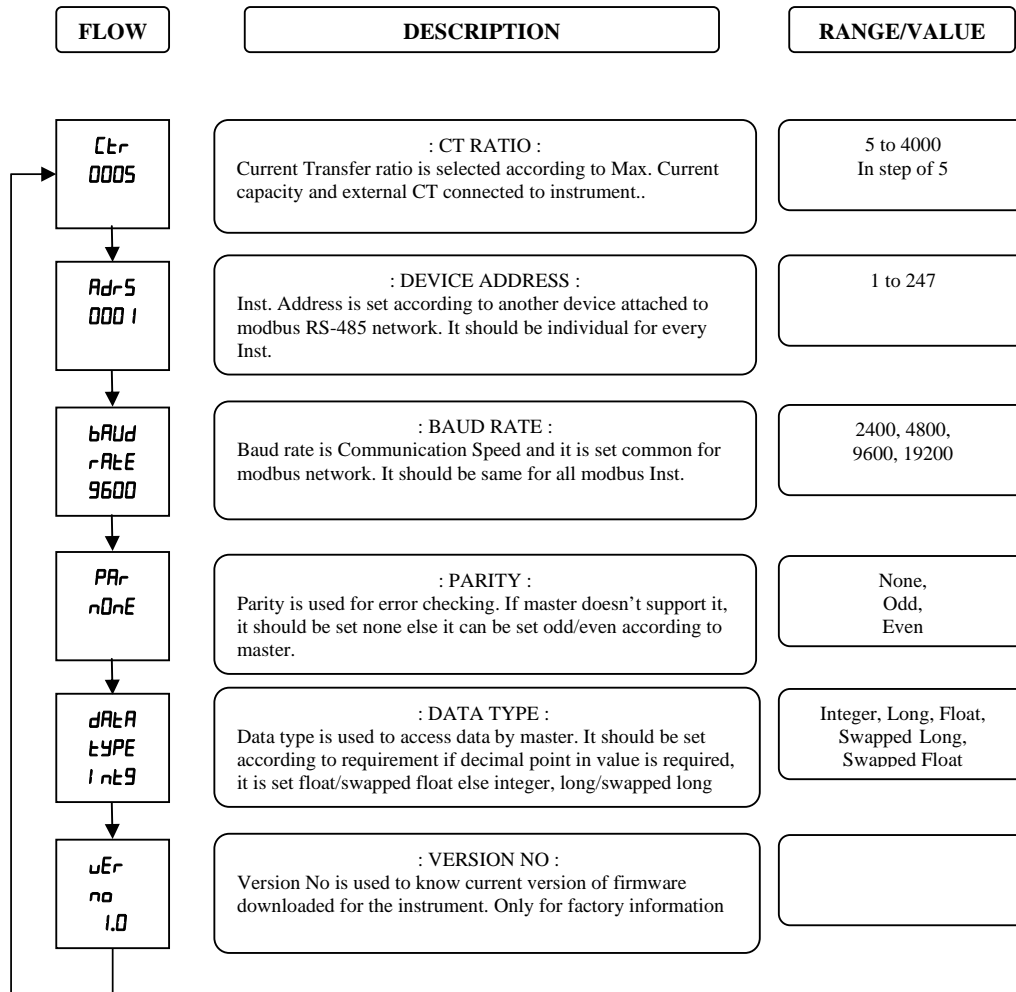 FLOW
DESCRIPTION
RANGE/VALUE
Ctr
0005
: CT RATIO :
Current Transfer ratio is selected according to Max. Current
capacity and external CT connected to instrument..
5 to 4000
In step of 5
AdrS
0001
: DEVICE ADDRESS :
Inst. Address is set according to another device attached to
modbus RS-485 network. It should be individual for every
Inst.
1 to 247
bAUd
rAtE
9600
: BAUD RATE :
Baud rate is Communication Speed and it is set common for
modbus network. It should be same for all modbus Inst.
2400, 4800,
9600, 19200
PAr
nOnE
: PARITY :
Parity is used for error checking. If master doesn’t support it,
it should be set none else it can be set odd/even according to
master.
None,
Odd,
Even
dAtA
tYPE
Intg
: DATA TYPE :
Data type is used to access data by master. It should be set
according to requirement if decimal point in value is required,
it is set float/swapped float else integer, long/swapped long
Integer, Long, Float,
Swapped Long,
Swapped Float
vEr
no
1.0
: VERSION NO :
Version No is used to know current version of firmware
downloaded for the instrument. Only for factory information